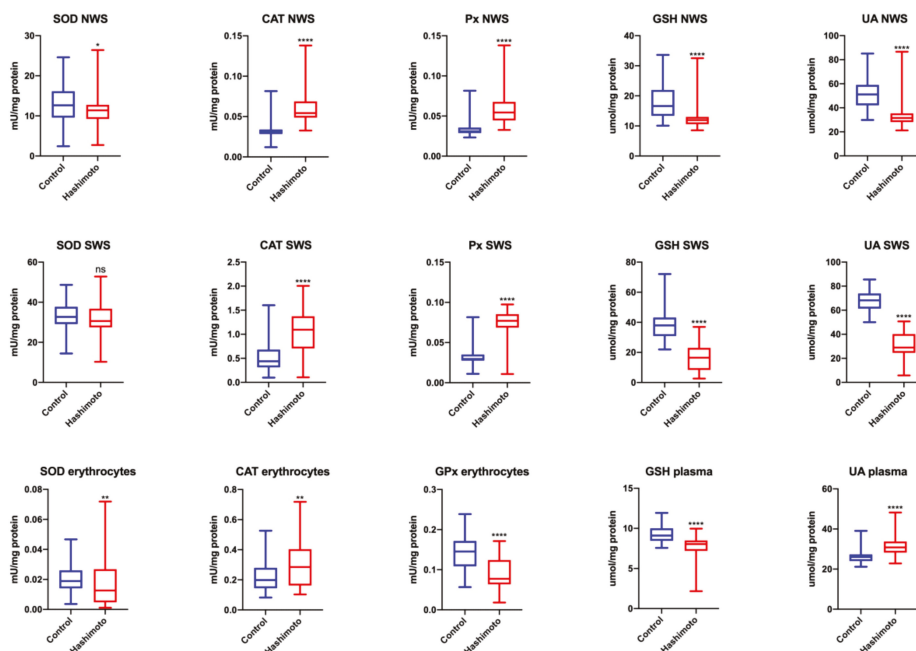 SOD NWS
CAT NWS
Px NWS
GSH NWS
UA NWS
mU/mg protein
30
20
10
0
*
Control
Hashimoto
mU/mg protein
0.15
0.10
0.05
0.00
****
Control
Hashimoto
mU/mg protein
0.15
0.10
0.05
0.00
****
Control
Hashimoto
umol/mg protein
40
30
20
10
0
****
Control
Hashimoto
umol/mg protein
100
80
60
40
20
0
****
Control
Hashimoto
SOD SWS
CAT SWS
Px SWS
GSH SWS
UA SWS
mU/mg protein
60
40
20
0
ns
Control
Hashimoto
mU/mg protein
2.5
2.0
1.5
1.0
0.5
0.0
****
Control
Hashimoto
mU/mg protein
0.15
0.10
0.05
0.00
****
Control
Hashimoto
umol/mg protein
80
60
40
20
0
****
Control
Hashimoto
umol/mg protein
100
80
60
40
20
0
****
Control
Hashimoto
SOD erythrocytes
CAT erythrocytes
GPx erythrocytes
GSH plasma
UA plasma
mU/mg protein
0.08
0.06
0.04
0.02
0.00
**
Control
Hashimoto
mU/mg protein
0.8
0.6
0.4
0.2
0.0
**
Control
Hashimoto
mU/mg protein
0.3
0.2
0.1
0.0
****
Control
Hashimoto
umol/mg protein
15
10
5
0
****
Control
Hashimoto
umol/mg protein
60
40
20
0
****
Control
Hashimoto